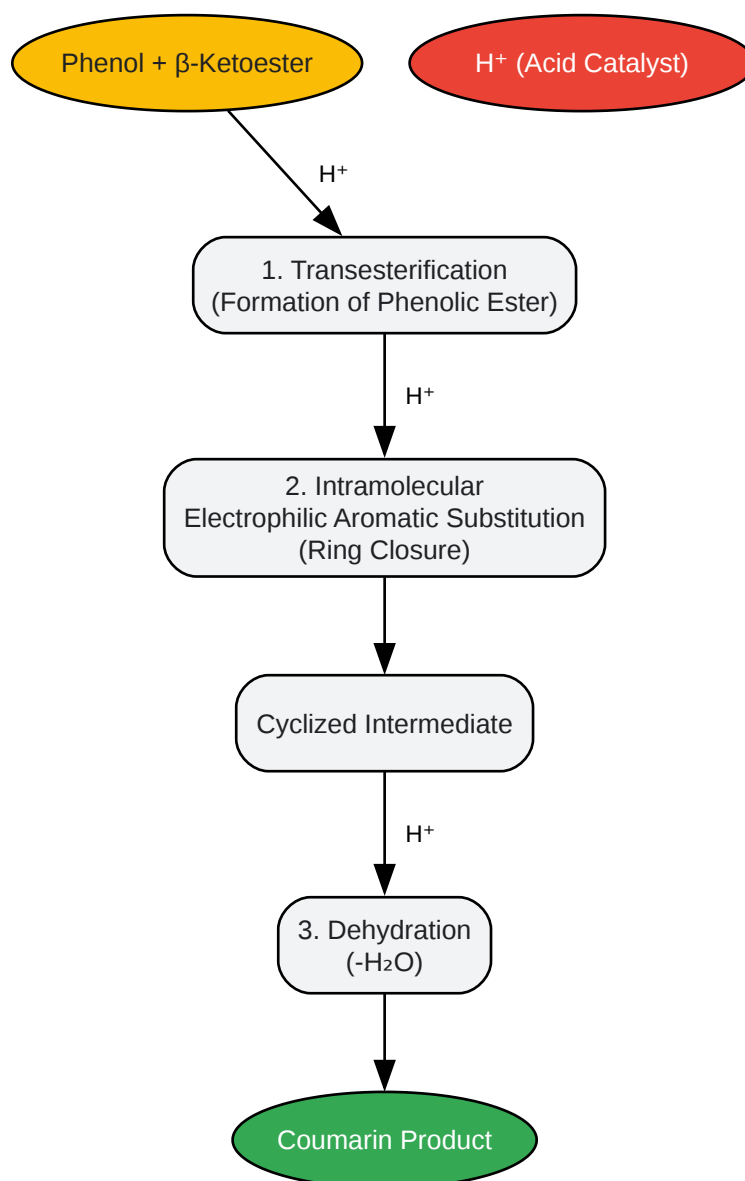 Phenol + β-Ketoester
H⁺ (Acid Catalyst)
H⁺
1. Transesterification
(Formation of Phenolic Ester)
H⁺
2. Intramolecular
Electrophilic Aromatic Substitution
(Ring Closure)
Cyclized Intermediate
H⁺
3. Dehydration
(-H₂O)
Coumarin Product